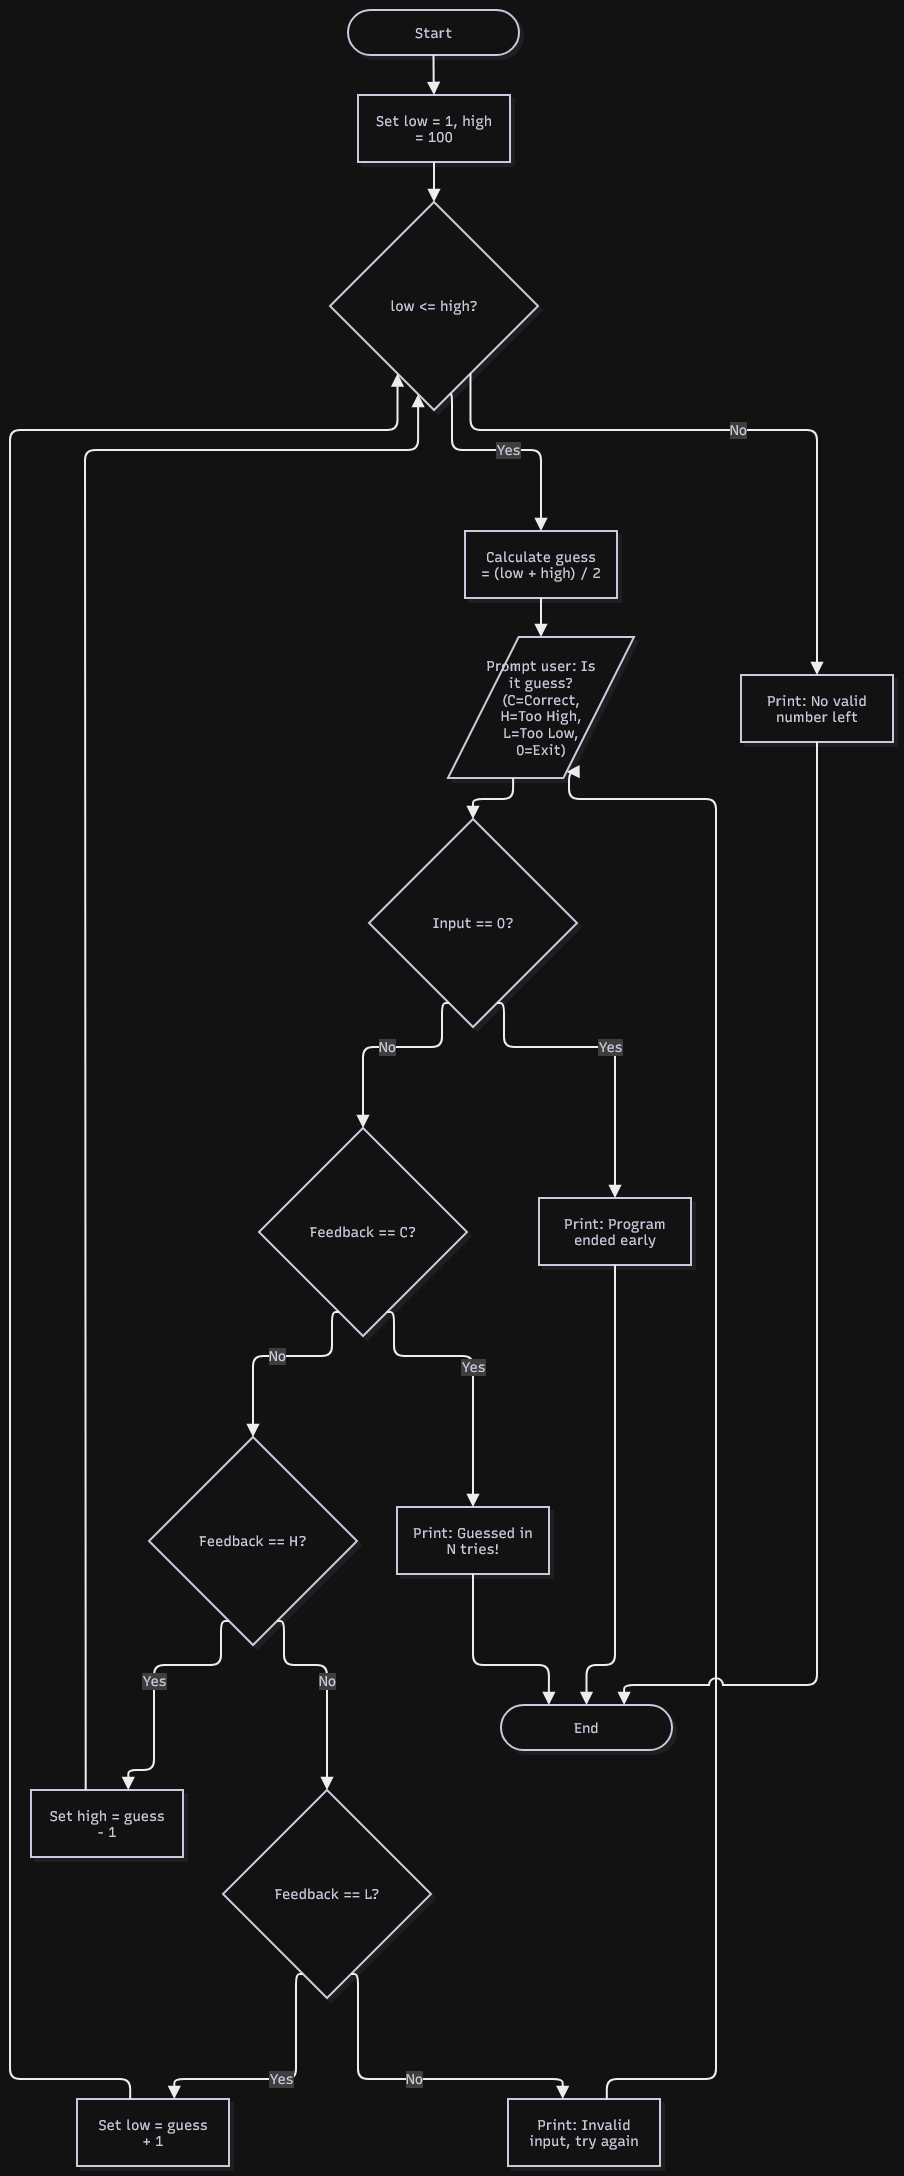 Start
Set low = 1, high
= 100
low <= high?
No
Yes
Calculate guess
= (low + high) / 2
Prompt user: Is
it guess?
(C=Correct,
H=Too High,
L=Too Low,
0=Exit)
Print: No valid
number left
Input == 0?
No
Yes
Feedback == C?
Print: Program
ended early
No
Yes
Feedback == H?
Print: Guessed in
N tries!
Yes
No
End
Set high = guess
- 1
Feedback == L?
Yes
No
Set low = guess
+ 1
Print: Invalid
input, try again